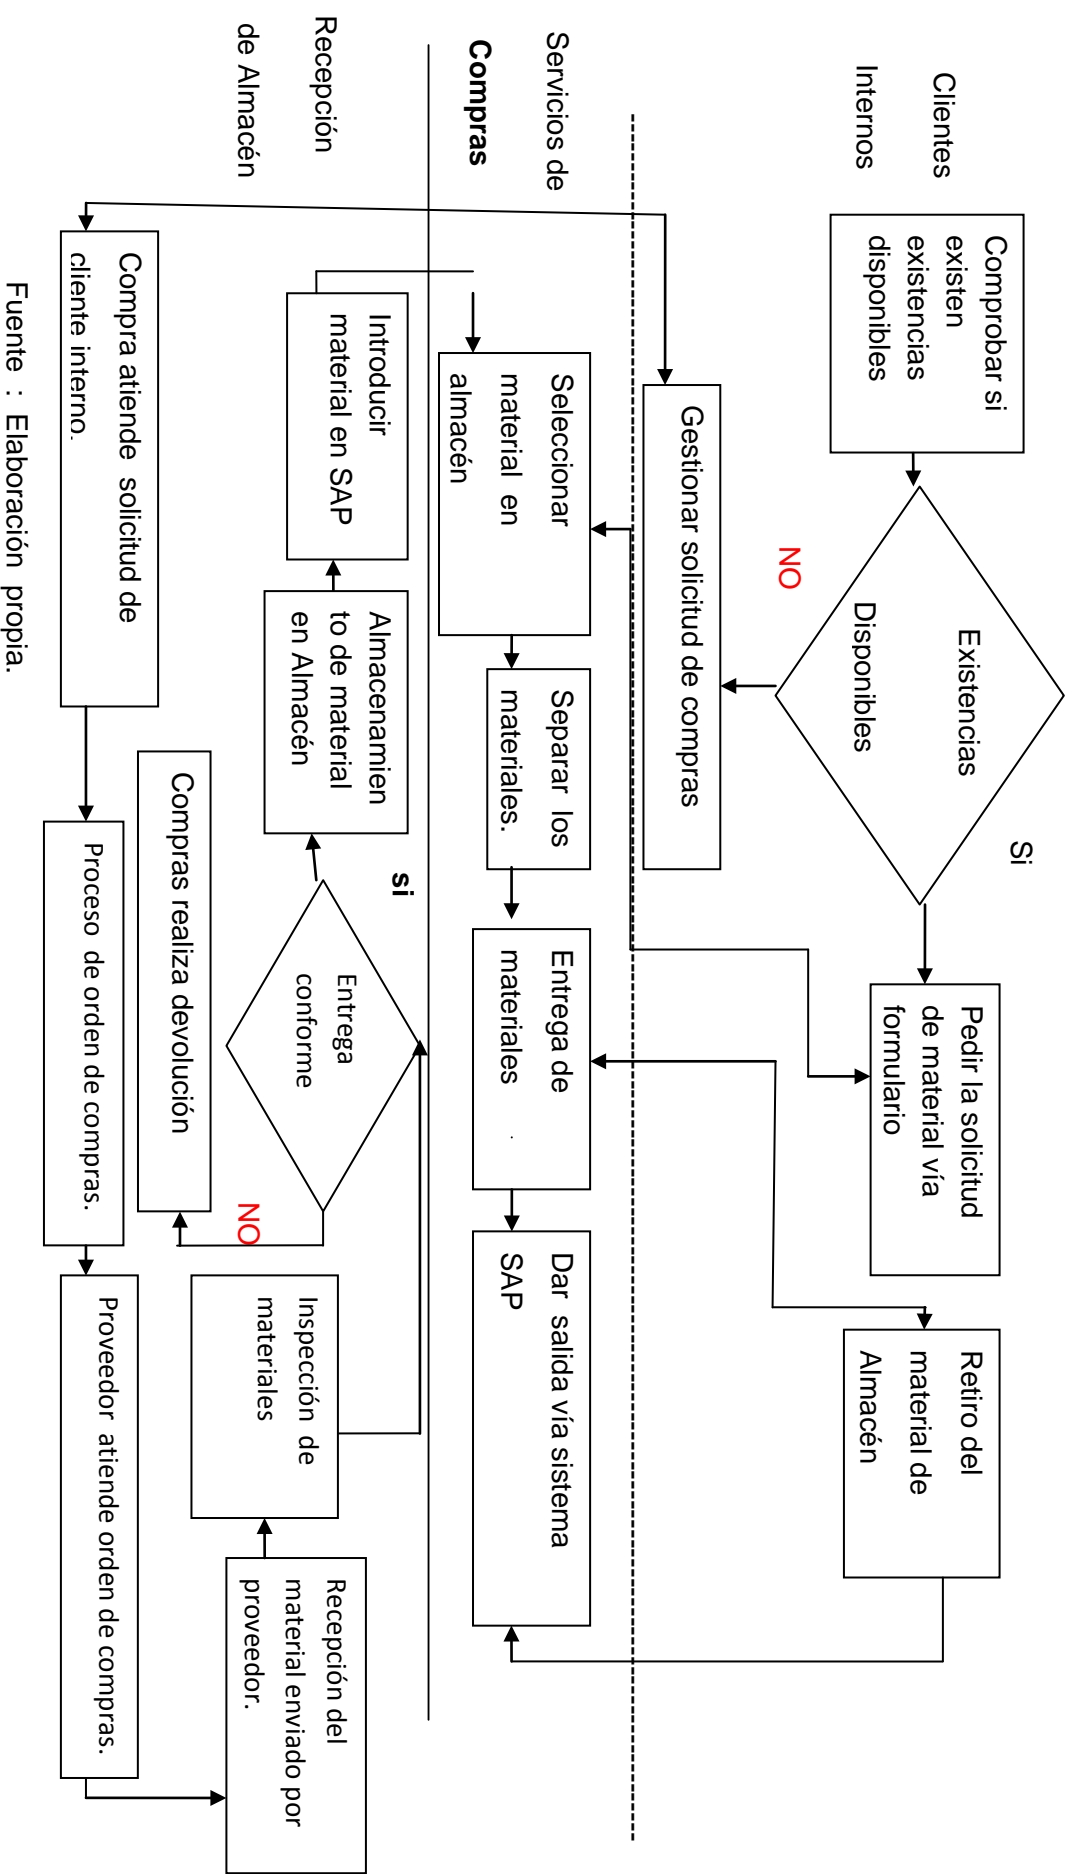 Clientes
Internos
Comprobar si
existen
existencias
disponibles
Existencias
Disponibles
Si
NO
Pedir la solicitud
de material vía
formulario
Retiro del
material de
Almacén
Gestionar solicitud de compras
Servicios de
Compras
Seleccionar
material en
almacén
Separar los
materiales.
Entrega de
materiales
.
Dar salida vía sistema
SAP
Recepción
de Almacén
Introducir
material en SAP
Almacenamien
to de material
en Almacén
si
Entrega
conforme
NO
Inspección de
materiales
Recepción del
material enviado por
proveedor.
Compras realiza devolución
Compra atiende solicitud de
cliente interno.
Proceso de orden de compras.
Proveedor atiende orden de compras.
Fuente : Elaboración propia.